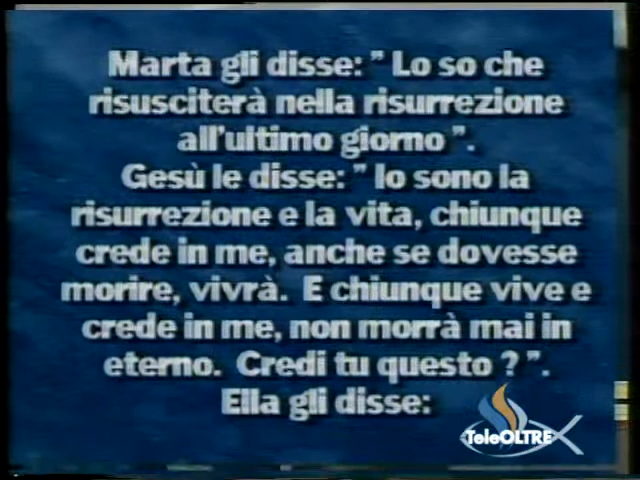 Marta gli disse: " Lo so che
risusciterà nella risurrezione
all'ultimo giorno ".
Gesù le disse: " Io sono la
risurrezione e la vita, chiunque
crede in me, anche se dovesse
morire, vivrà. E chiunque vive e
crede in me, non morrà mai in
eterno. Credi tu questo ? ".
Ella gli disse:
TeleOLTRE